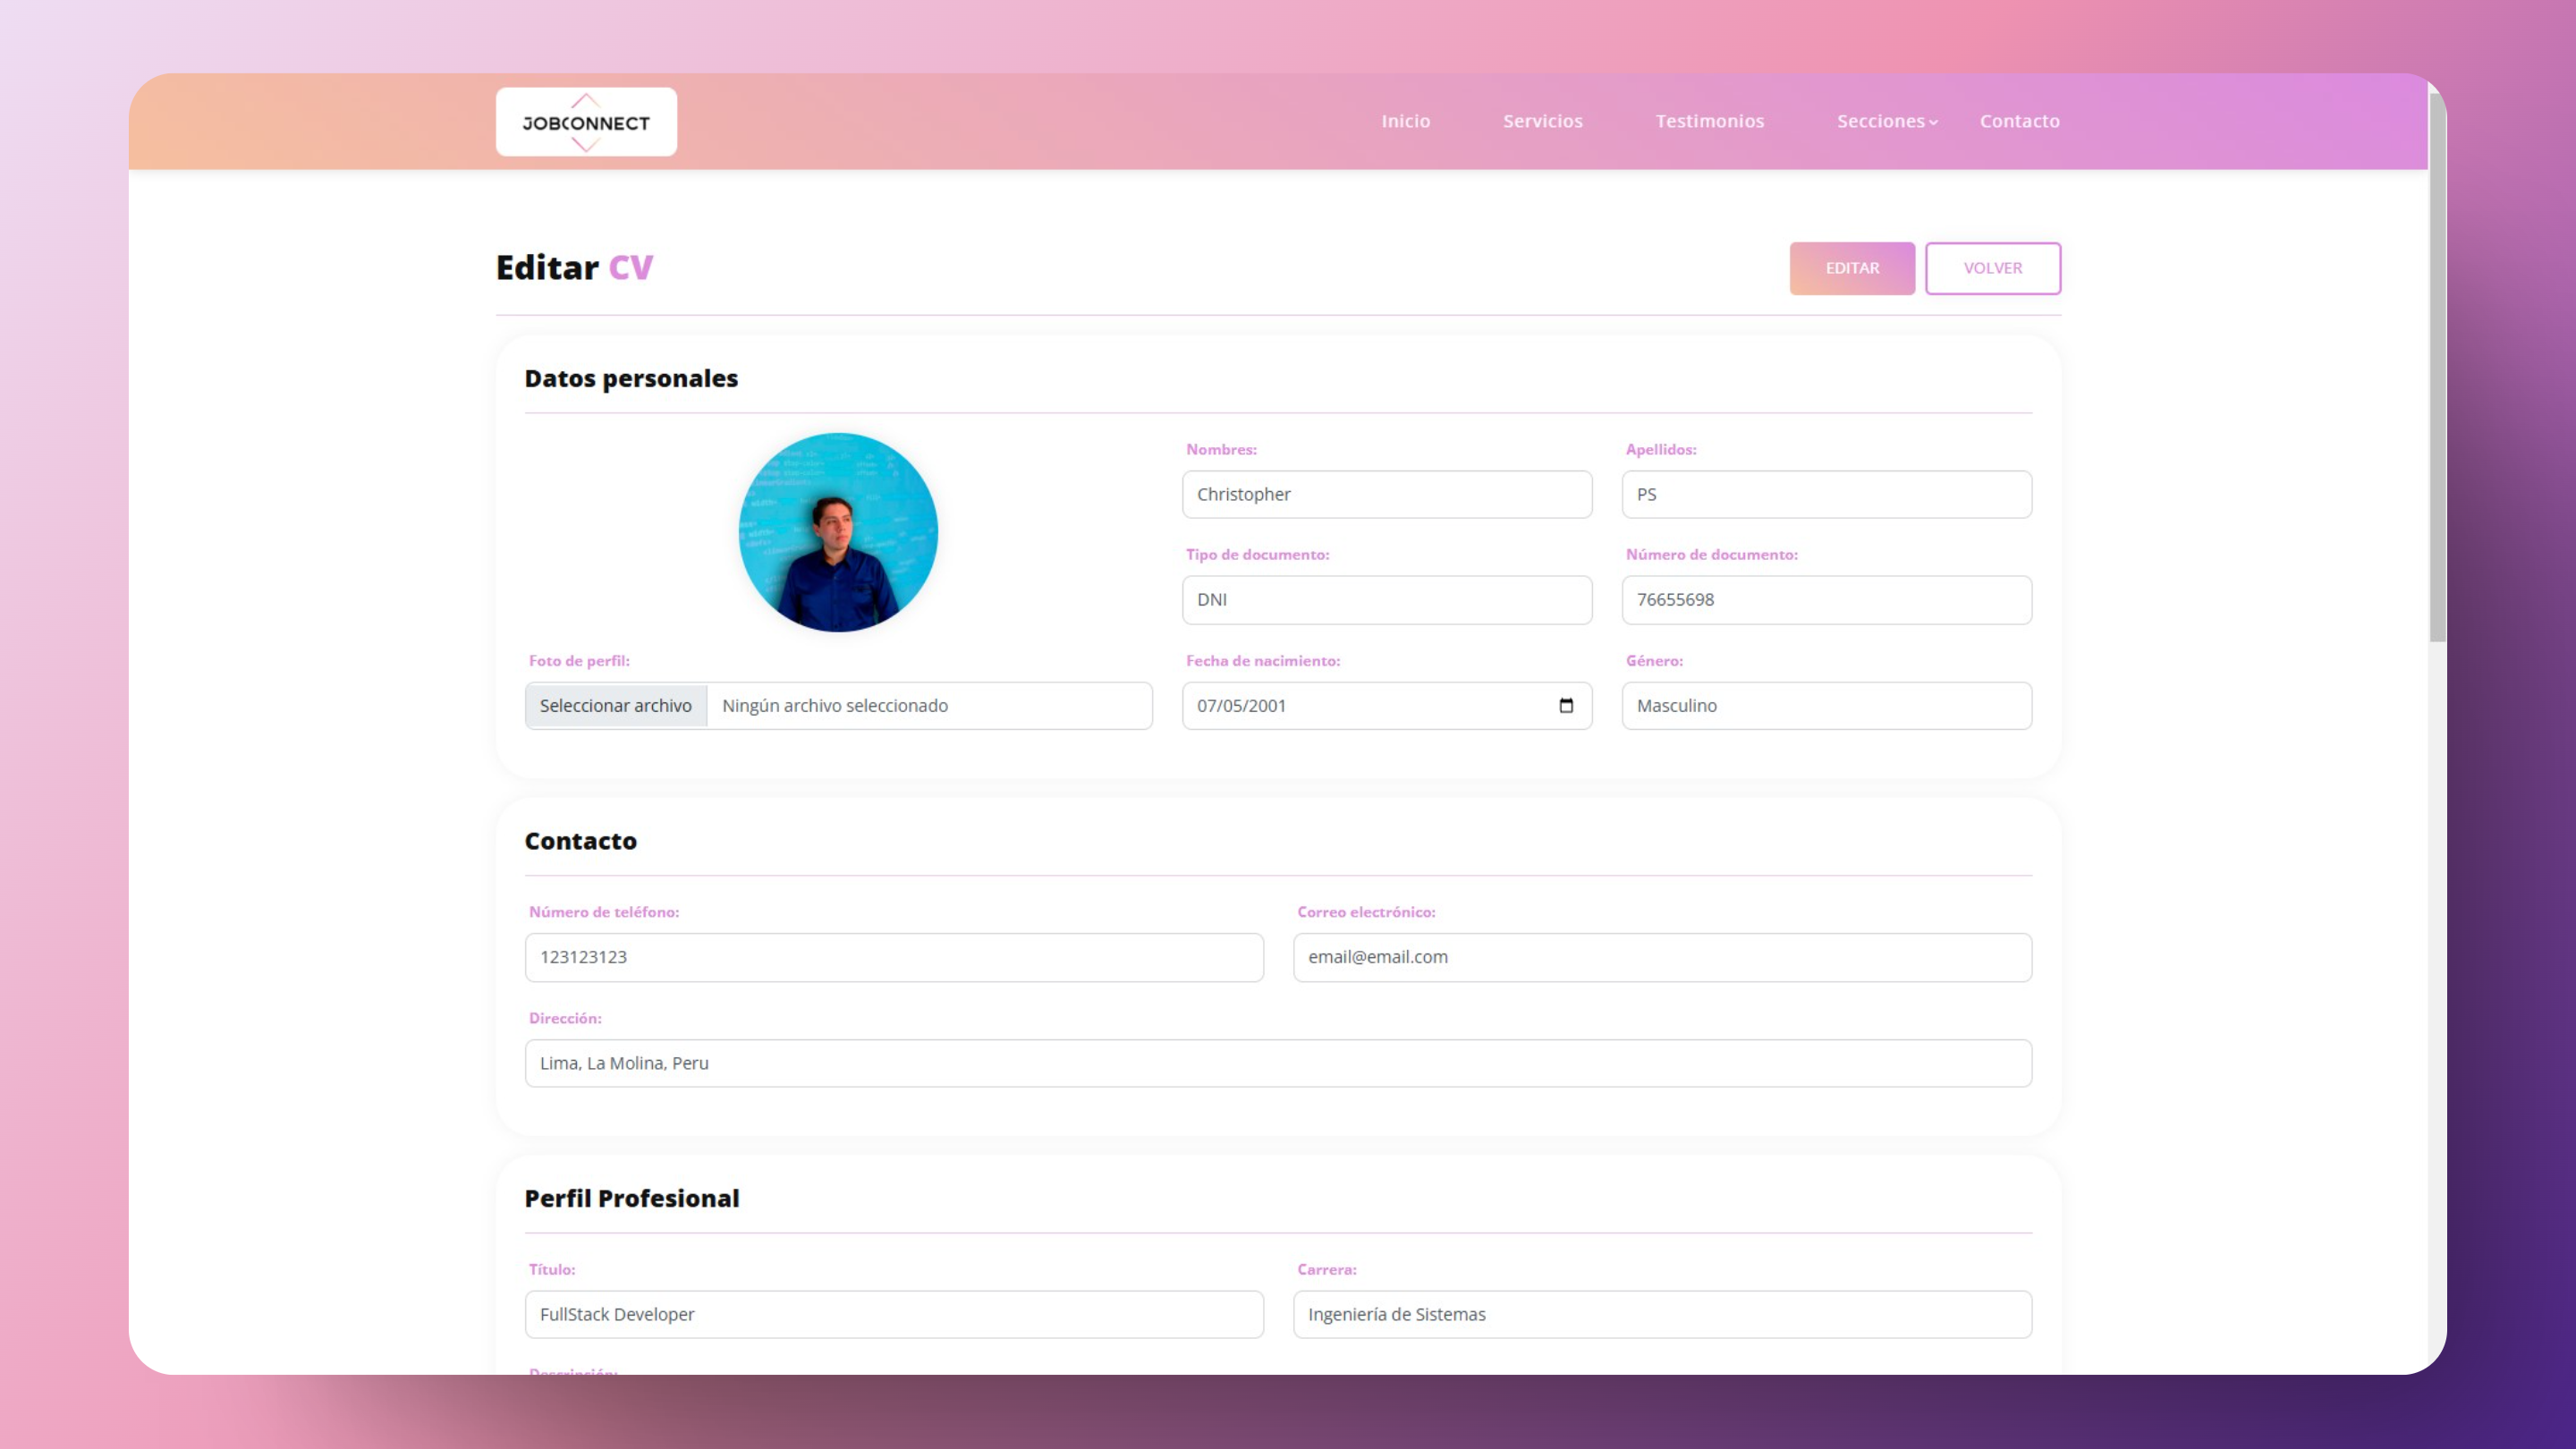 JOBCONNECT
Inicio Servicios Testimonios Secciones Contacto
Editar CV
EDITAR VOLVER
Datos personales
Nombres: Apellidos:
Christopher PS
Tipo de documento: Número de documento:
DNI 76655698
Foto de perfil: Fecha de nacimiento: Género:
Seleccionar archivo Ningún archivo seleccionado 07/05/2001 Masculino
Contacto
Número de teléfono: Correo electrónico:
123123123 email@email.com
Dirección:
Lima, La Molina, Peru
Perfil Profesional
Título: Carrera:
FullStack Developer Ingeniería de Sistemas
Descripción: